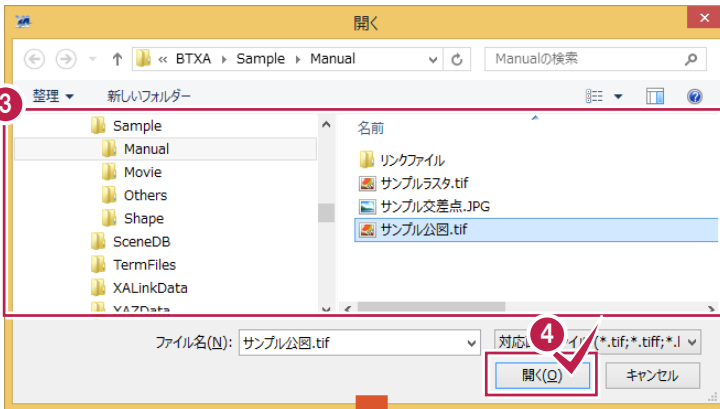 開く
« BTXA ▸ Sample ▸ Manual
Manualの検索
整理 ▼ 新しいフォルダー
3
Sample
Manual
Movie
Others
Shape
SceneDB
TermFiles
XALinkData
XAZData
名前
リンクファイル
サンプルラスタ.tif
サンプル交差点.JPG
サンプル公図.tif
ファイル名(N): サンプル公図.tif
(*.tif;*.tiff;*.l
4
開く(O) キャンセル